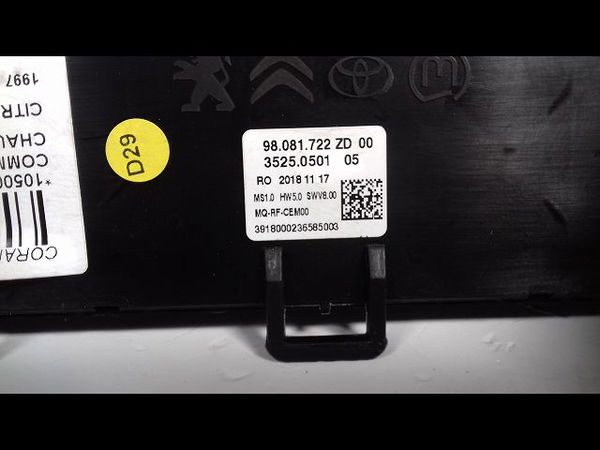 98.081.722 ZD 00
3525.0501 05
RO 2018 11 17
MS1.0 HW5.0 SWV8.00
MQ-RF-CEM00
3918000236585003
D29
1997
CITR
CHAU
COMM
*10500
CORA